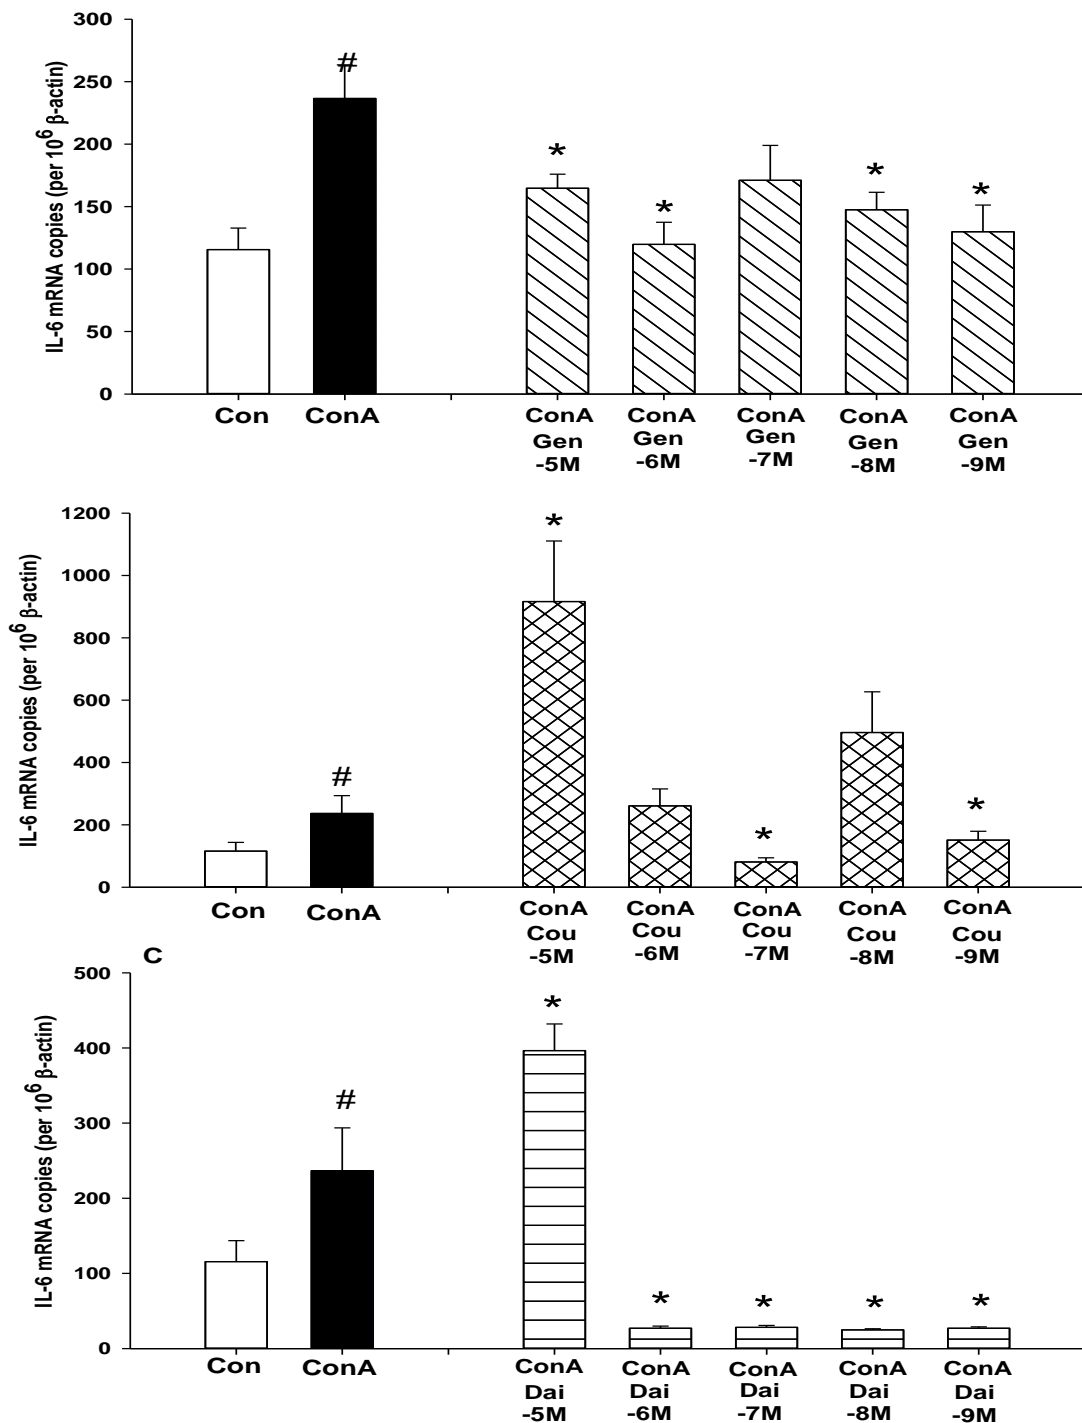 IL-6 mRNA copies (per 10⁶ β-actin)
300
250
200
150
100
50
0
#
*
*
*
*
Con ConA ConA ConA ConA ConA ConA
Gen Gen Gen Gen Gen
-5M -6M -7M -8M -9M
IL-6 mRNA copies (per 10⁶ β-actin)
1200
1000
800
600
400
200
0
#
*
*
*
Con ConA ConA ConA ConA ConA ConA
Cou Cou Cou Cou Cou
-5M -6M -7M -8M -9M
C
IL-6 mRNA copies (per 10⁶ β-actin)
500
400
300
200
100
0
#
*
*
*
*
*
Con ConA ConA ConA ConA ConA ConA
Dai Dai Dai Dai Dai
-5M -6M -7M -8M -9M